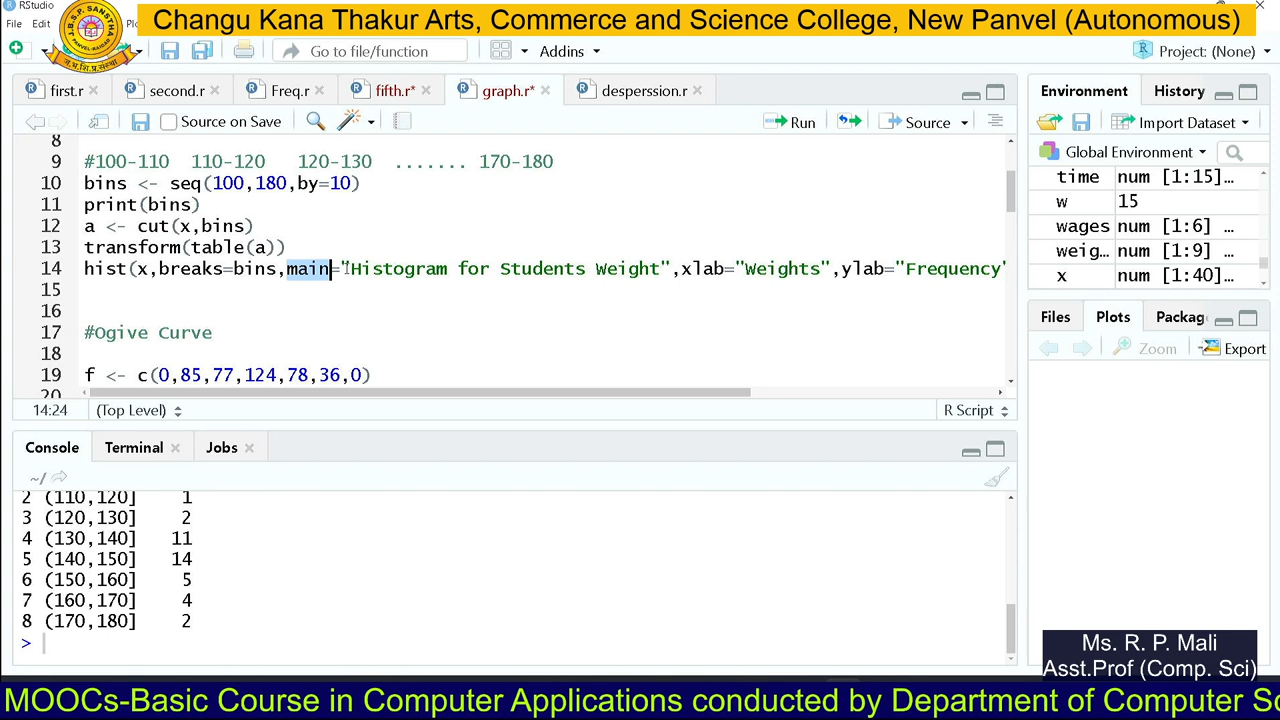 RStudio
Changu Kana Thakur Arts, Commerce and Science College, New Panvel (Autonomous)
File Edit
Go to file/function Addins Project: (None)
first.r second.r Freq.r fifth.r* graph.r* desperssion.r
Source on Save Run Source
8
9 #100-110 110-120 120-130 ....... 170-180
10 bins <- seq(100,180,by=10)
11 print(bins)
12 a <- cut(x,bins)
13 transform(table(a))
14 hist(x,breaks=bins,main="Histogram for Students Weight",xlab="Weights",ylab="Frequency"
15
16
17 #Ogive Curve
18
19 f <- c(0,85,77,124,78,36,0)
20
14:24 (Top Level) R Script
Console Terminal Jobs
~/
2 (110,120] 1
3 (120,130] 2
4 (130,140] 11
5 (140,150] 14
6 (150,160] 5
7 (160,170] 4
8 (170,180] 2
>
Environment History
Import Dataset
Global Environment
time num [1:15]…
w 15
wages num [1:6] …
weig… num [1:9] …
x num [1:40]…
Files Plots Packag
Zoom Export
Ms. R. P. Mali
Asst.Prof (Comp. Sci)
MOOCs-Basic Course in Computer Applications conducted by Department of Computer Sc